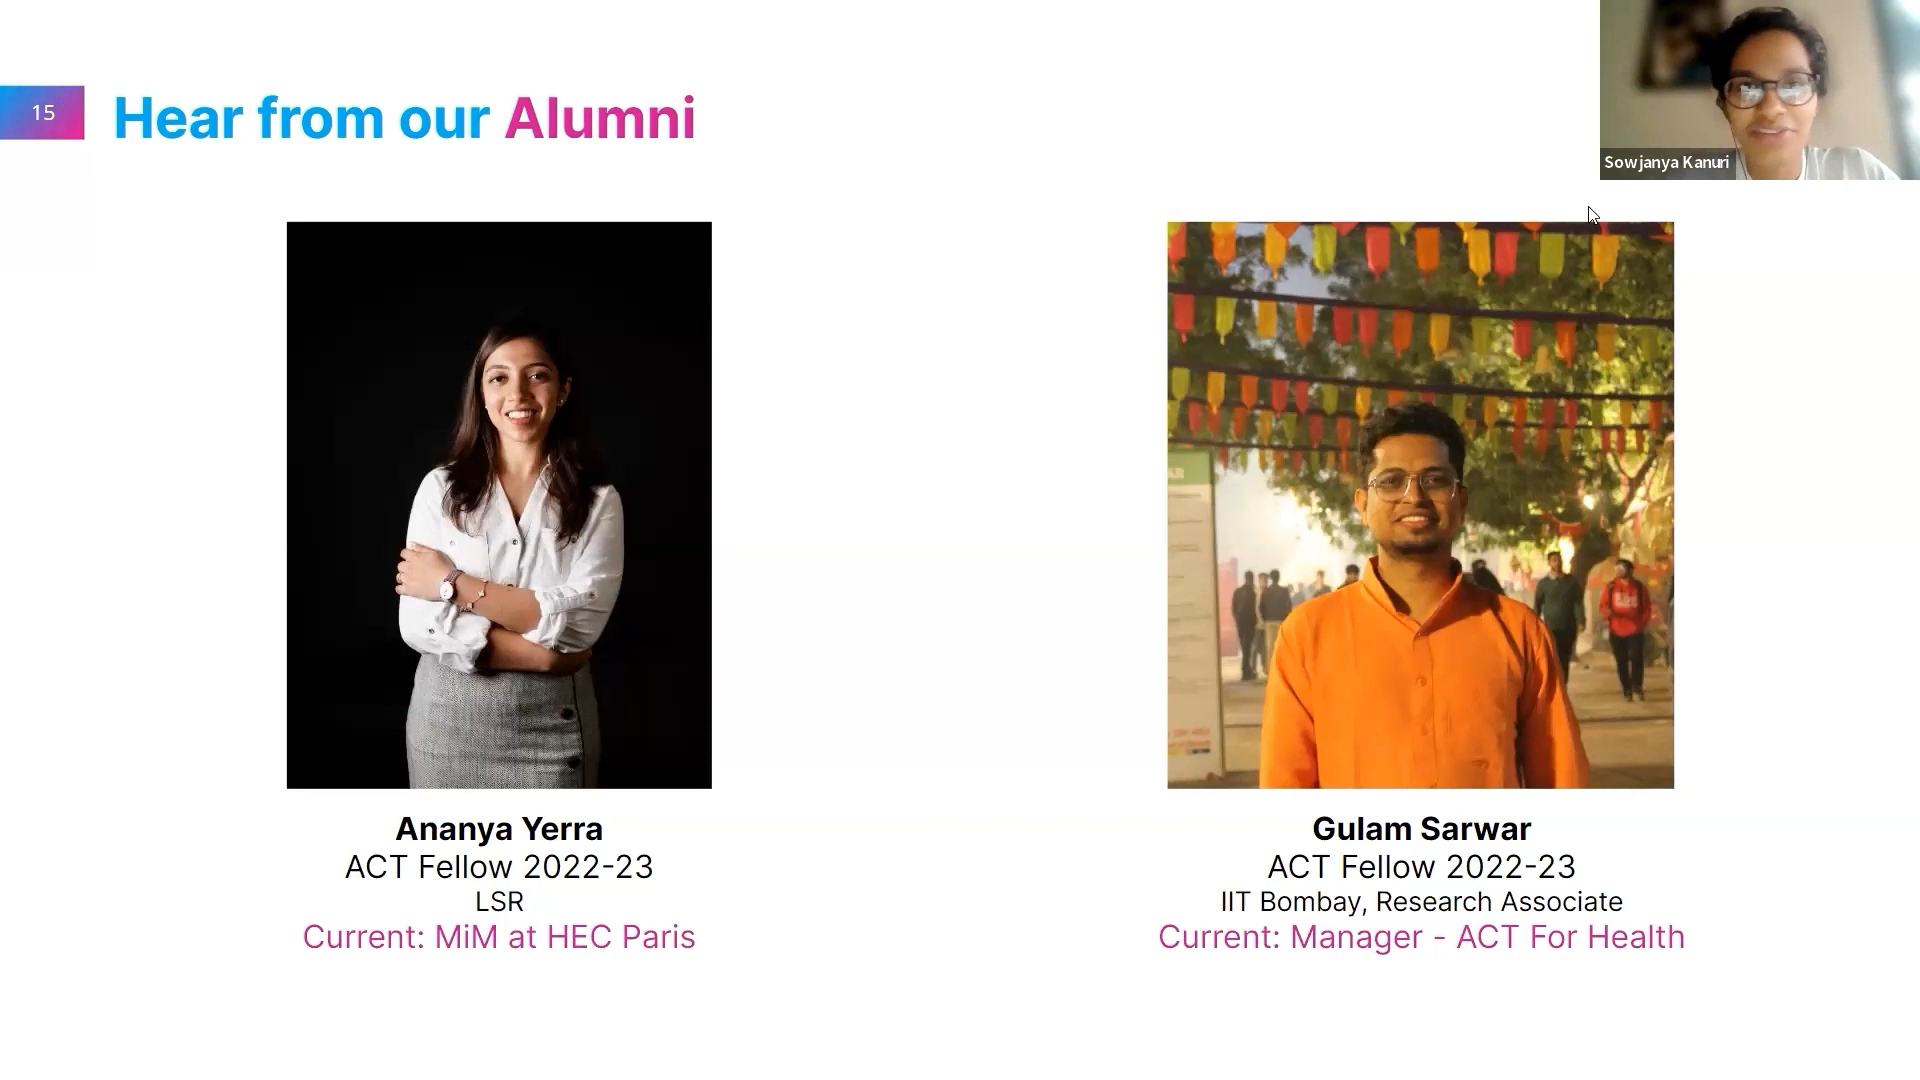 15
Hear from our Alumni
Sowjanya Kanuri
Ananya Yerra
ACT Fellow 2022-23
LSR
Current: MiM at HEC Paris
Gulam Sarwar
ACT Fellow 2022-23
IIT Bombay, Research Associate
Current: Manager - ACT For Health